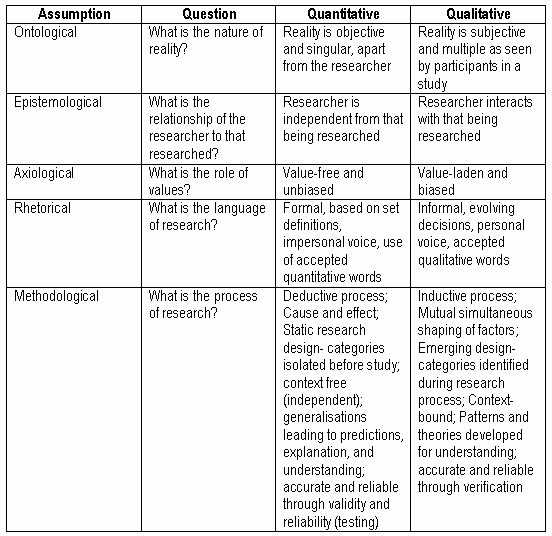 Assumption
Question
Quantitative
Qualitative
Ontological
What is the nature of
reality?
Reality is objective
and singular, apart
from the researcher
Reality is subjective
and multiple as seen
by participants in a
study
Epistemological
What is the
relationship of the
researcher to that
researched?
Researcher is
independent from that
being researched
Researcher interacts
with that being
researched
Axiological
What is the role of
values?
Value-free and
unbiased
Value-laden and
biased
Rhetorical
What is the language
of research?
Formal, based on set
definitions,
impersonal voice, use
of accepted
quantitative words
Informal, evolving
decisions, personal
voice, accepted
qualitative words
Methodological
What is the process
of research?
Deductive process;
Cause and effect;
Static research
design- categories
isolated before study;
context free
(independent);
generalisations
leading to predictions,
explanation, and
understanding;
accurate and reliable
through validity and
reliability (testing)
Inductive process;
Mutual simultaneous
shaping of factors;
Emerging design-
categories identified
during research
process; Context-
bound; Patterns and
theories developed
for understanding;
accurate and reliable
through verification